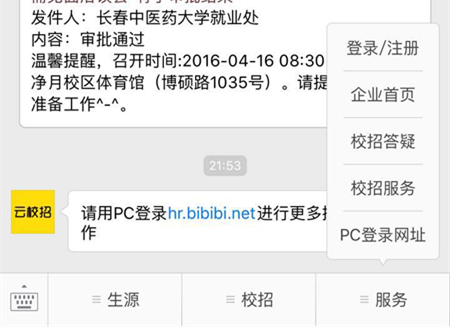 发件人：长春中医药大学就业处
内容：审批通过
温馨提醒，召开时间:2016-04-16 08:30
净月校区体育馆（博硕路1035号）。请提
准备工作^-^。
21:53
云校招
请用PC登录hr.bibibi.net进行更多
作
登录/注册
企业首页
校招答疑
校招服务
PC登录网址
生源
校招
服务